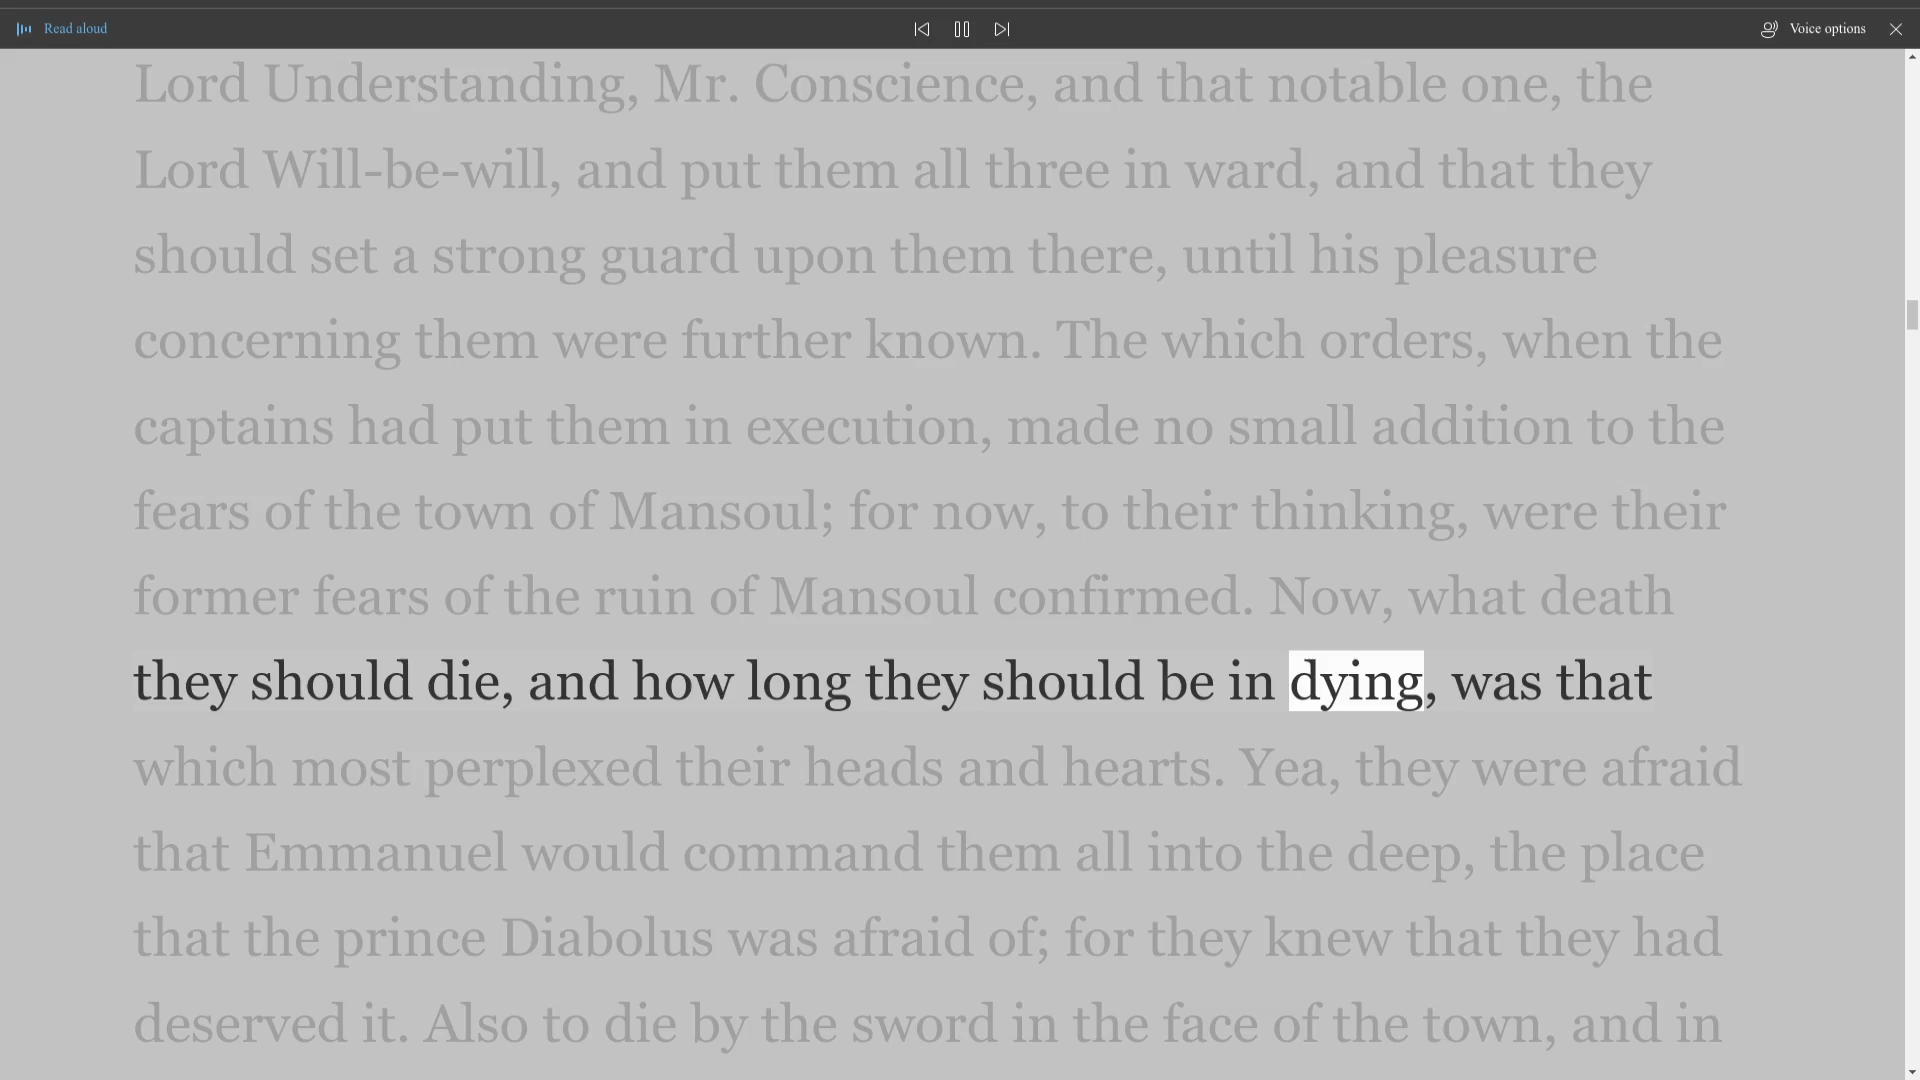 Read aloud
Voice options
Lord Understanding, Mr. Conscience, and that notable one, the
Lord Will-be-will, and put them all three in ward, and that they
should set a strong guard upon them there, until his pleasure
concerning them were further known. The which orders, when the
captains had put them in execution, made no small addition to the
fears of the town of Mansoul; for now, to their thinking, were their
former fears of the ruin of Mansoul confirmed. Now, what death
they should die, and how long they should be in dying, was that
which most perplexed their heads and hearts. Yea, they were afraid
that Emmanuel would command them all into the deep, the place
that the prince Diabolus was afraid of; for they knew that they had
deserved it. Also to die by the sword in the face of the town, and in